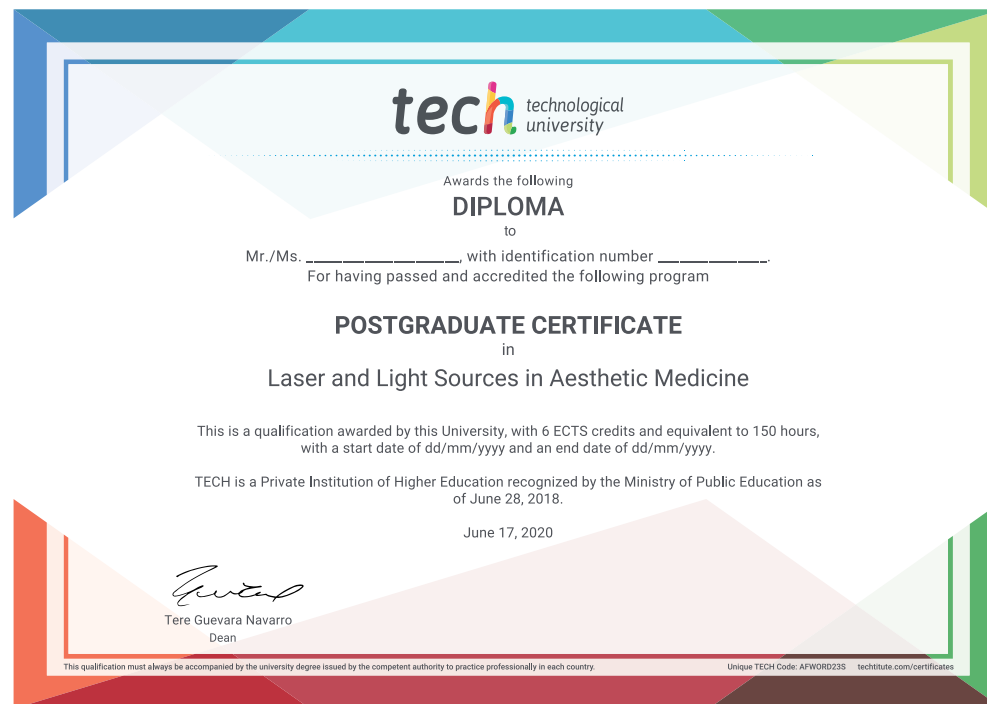 tech technological
university
Awards the following
DIPLOMA
to
Mr./Ms. ____________________, with identification number ______________.
For having passed and accredited the following program
POSTGRADUATE CERTIFICATE
in
Laser and Light Sources in Aesthetic Medicine
This is a qualification awarded by this University, with 6 ECTS credits and equivalent to 150 hours,
with a start date of dd/mm/yyyy and an end date of dd/mm/yyyy.
TECH is a Private Institution of Higher Education recognized by the Ministry of Public Education as
of June 28, 2018.
June 17, 2020
Tere Guevara Navarro
Dean
This qualification must always be accompanied by the university degree issued by the competent authority to practice professionally in each country.
Unique TECH Code: AFWORD23S techtitute.com/certificates